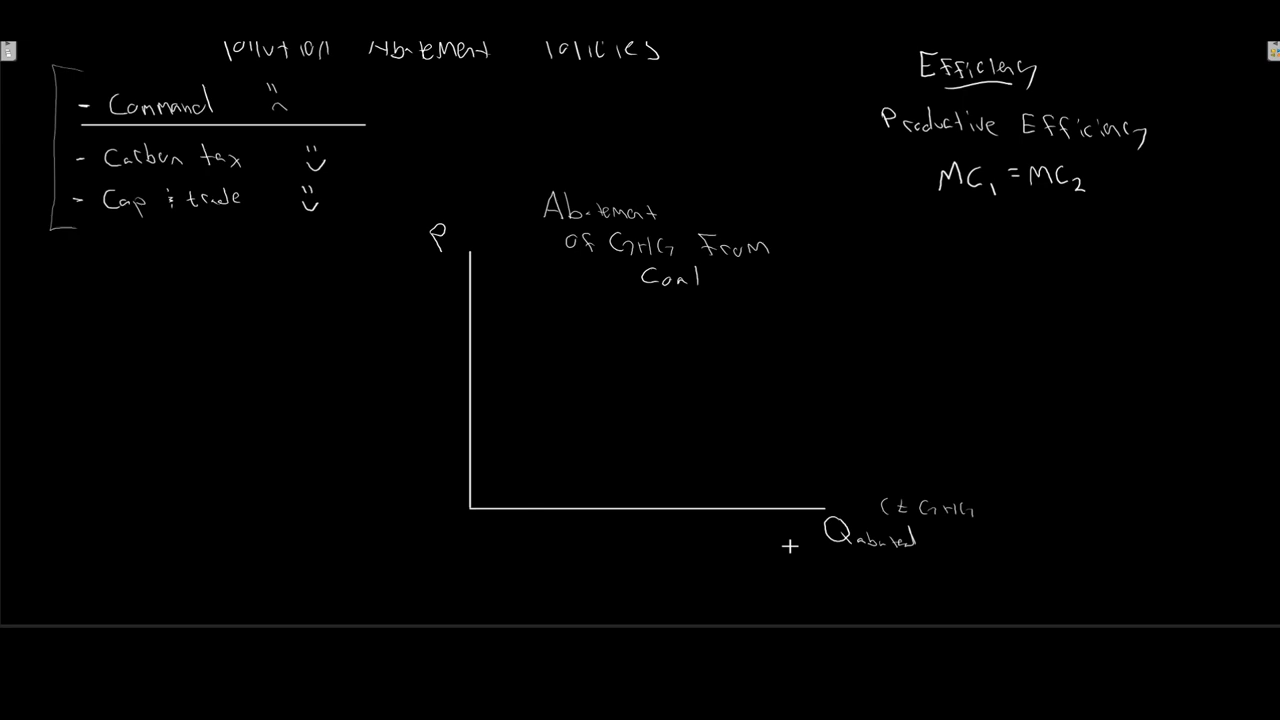 Pollution Abatement Policies
- Command
- Carbon tax
- Cap & trade
Efficiency
Productive Efficiency
MC1 = MC2
Abatement
of GHG From
Coal
P
GHG
Qabated